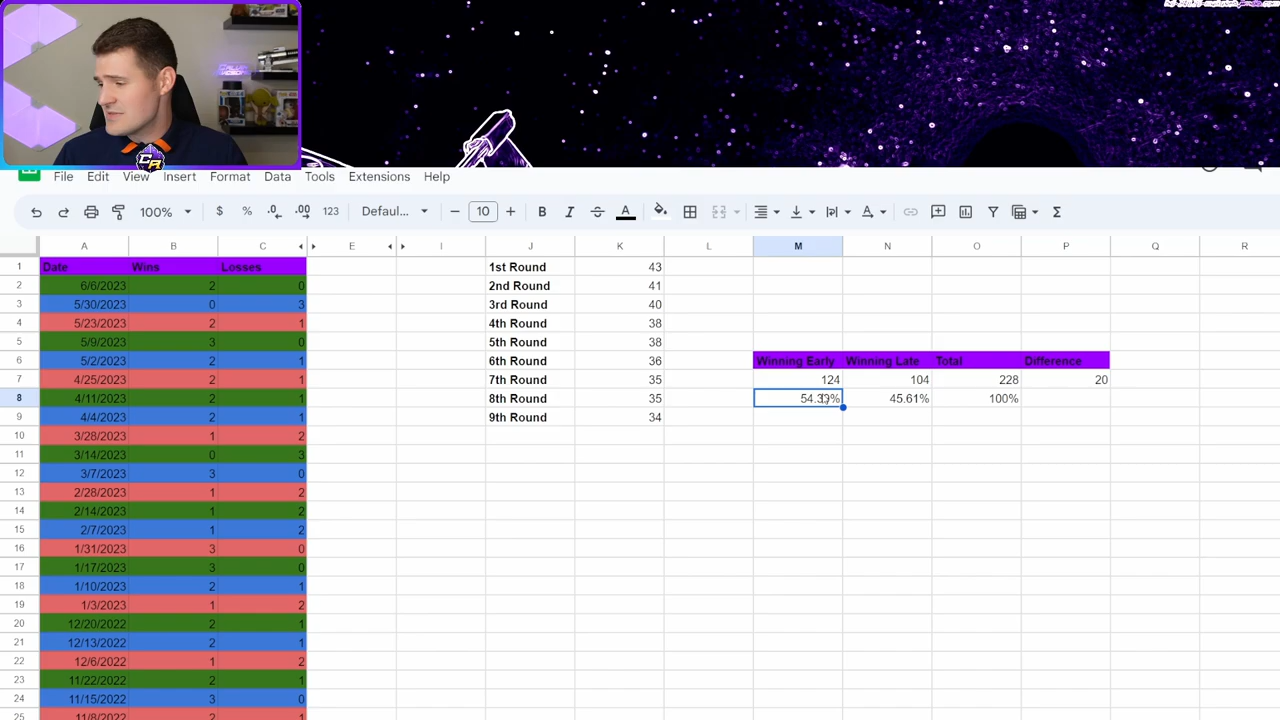 CR
File Edit View Insert Format Data Tools Extensions Help
100% $ % .0 .00 123 Defaul... 10 B I A
A B C E I J K L M N O P Q R
1 Date Wins Losses 1st Round 43
2 6/6/2023 2 0 2nd Round 41
3 5/30/2023 0 3 3rd Round 40
4 5/23/2023 2 1 4th Round 38
5 5/9/2023 3 0 5th Round 38
6 5/2/2023 2 1 6th Round 36 Winning Early Winning Late Total Difference
7 4/25/2023 2 1 7th Round 35 124 104 228 20
8 4/11/2023 2 1 8th Round 35 54.39% 45.61% 100%
9 4/4/2023 2 1 9th Round 34
10 3/28/2023 1 2
11 3/14/2023 0 3
12 3/7/2023 3 0
13 2/28/2023 1 2
14 2/14/2023 1 2
15 2/7/2023 1 2
16 1/31/2023 3 0
17 1/17/2023 3 0
18 1/10/2023 2 1
19 1/3/2023 1 2
20 12/20/2022 2 1
21 12/13/2022 2 1
22 12/6/2022 1 2
23 11/22/2022 2 1
24 11/15/2022 3 0
25 11/8/2022 2 1